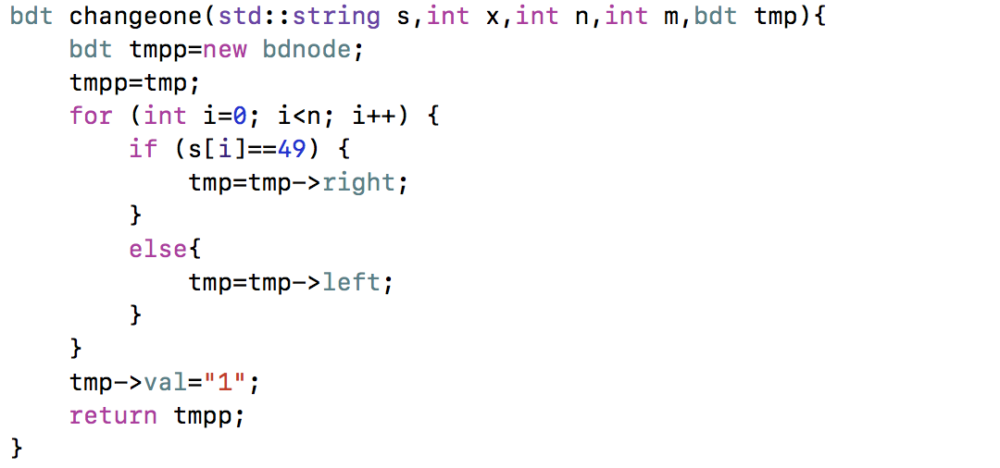 bdt changeone(std::string s,int x,int n,int m,bdt tmp){
    bdt tmpp=new bdnode;
    tmpp=tmp;
    for (int i=0; i<n; i++) {
        if (s[i]==49) {
            tmp=tmp->right;
        }
        else{
            tmp=tmp->left;
        }
    }
    tmp->val="1";
    return tmpp;
}